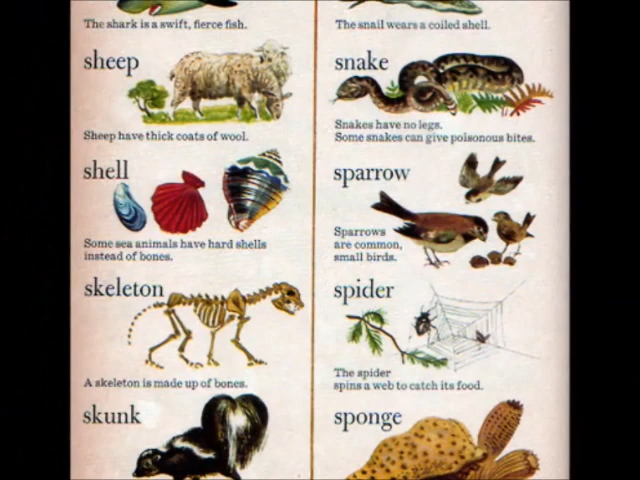 The shark is a swift, fierce fish.
sheep
Sheep have thick coats of wool.
shell
Some sea animals have hard shells
instead of bones.
skeleton
A skeleton is made up of bones.
skunk
The snail wears a coiled shell.
snake
Snakes have no legs.
Some snakes can give poisonous bites.
sparrow
Sparrows
are common,
small birds.
spider
The spider
spins a web to catch its food.
sponge